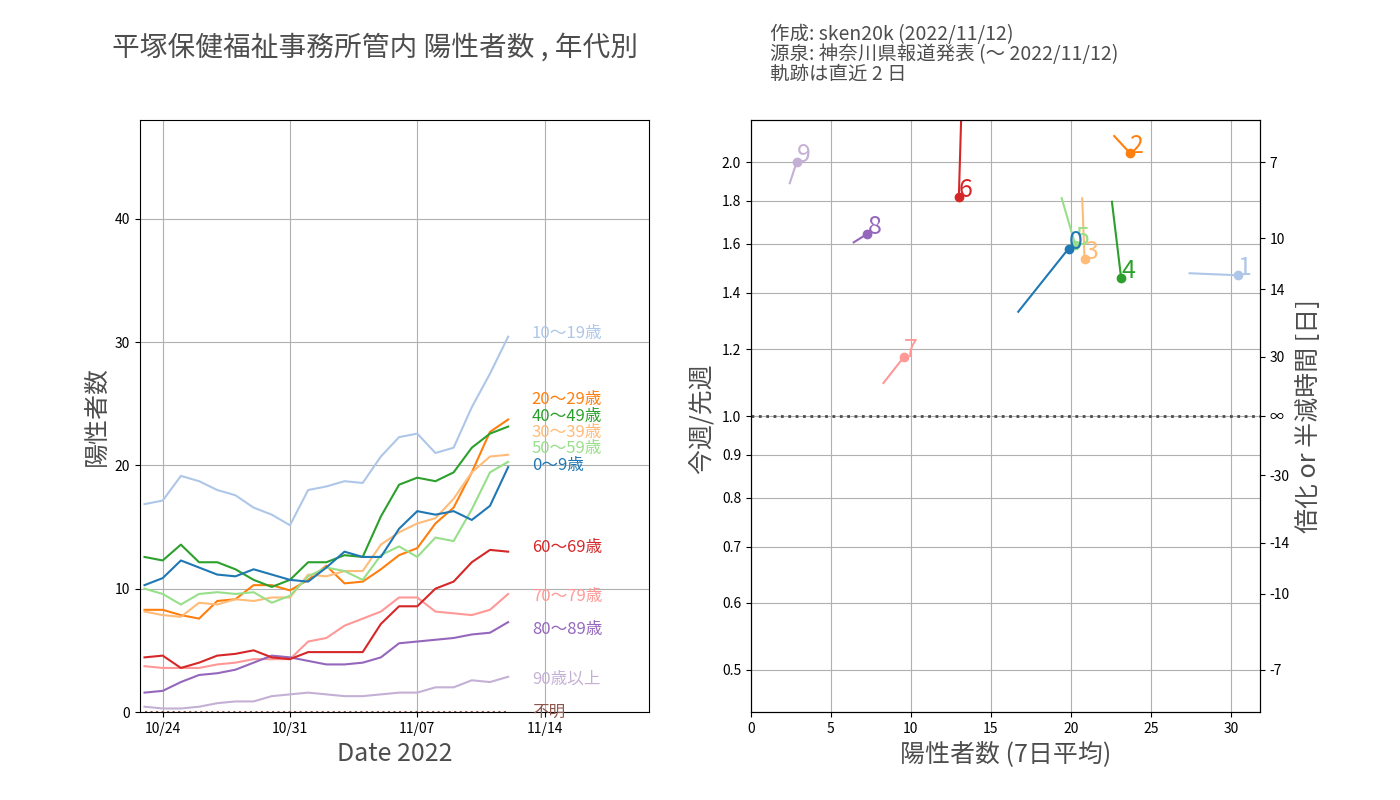 平塚保健福祉事務所管内 陽性者数 , 年代別
作成: sken20k (2022/11/12)
源泉: 神奈川県報道発表 (～ 2022/11/12)
軌跡は直近 2 日
陽性者数
40
30
20
10
0
10～19歳
20～29歳
40～49歳
30～39歳
50～59歳
0～9歳
60～69歳
70～79歳
80～89歳
90歳以上
不明
10/24 10/31 11/07 11/14
Date 2022
今週/先週
2.0
1.8
1.6
1.4
1.2
1.0
0.9
0.8
0.7
0.6
0.5
9
2
6
8
0
5
3
4
1
7
7
10
14
30
∞
-30
-14
-10
-7
倍化 or 半減時間 [日]
0 5 10 15 20 25 30
陽性者数 (7日平均)